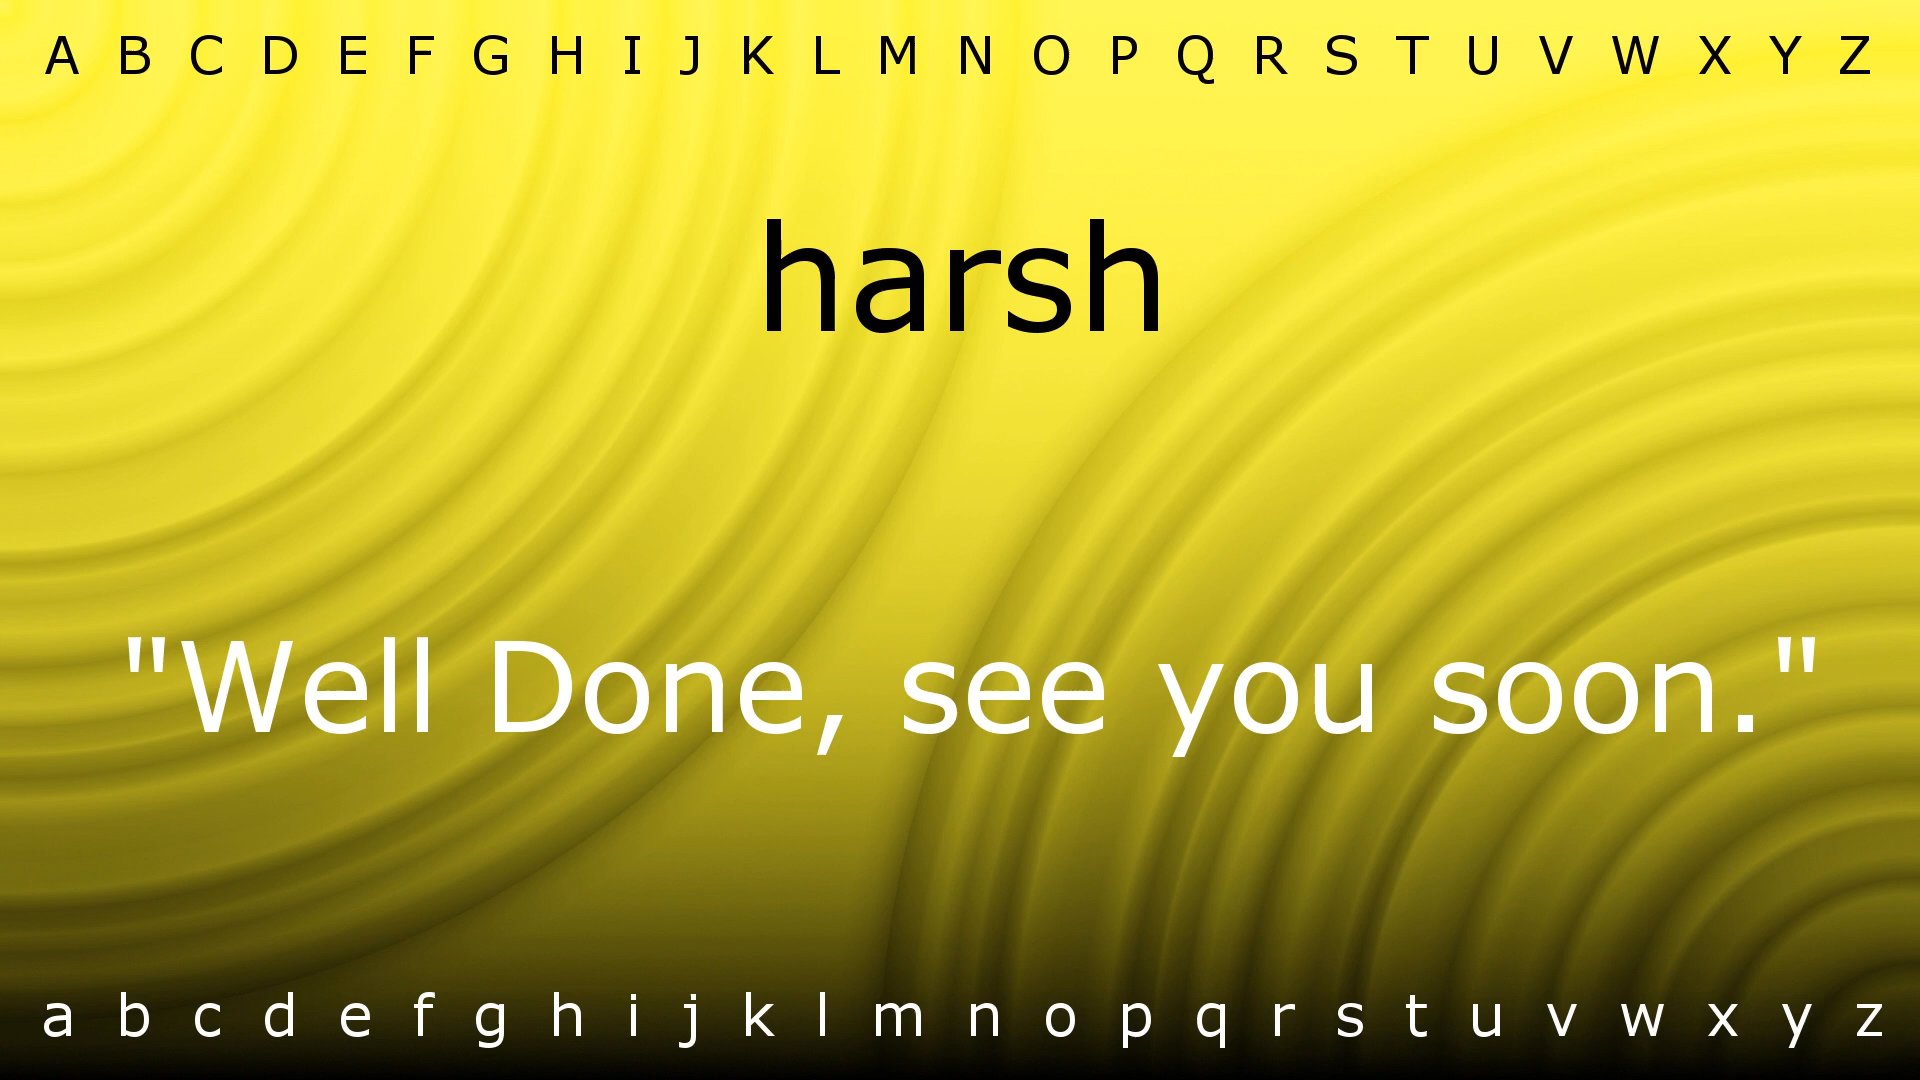 A B C D E F G H I J K L M N O P Q R S T U V W X Y Z
harsh
"Well Done, see you soon."
a b c d e f g h i j k l m n o p q r s t u v w x y z